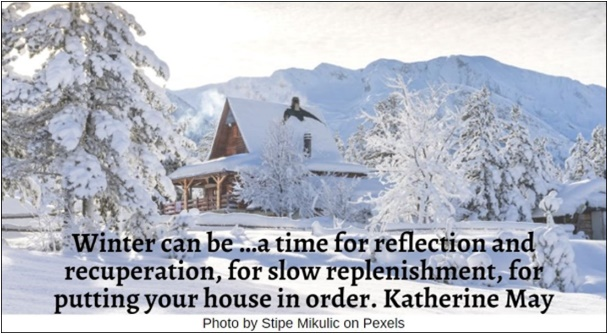 Winter can be ...a time for reflection and
recuperation, for slow replenishment, for
putting your house in order. Katherine May
Photo by Stipe Mikulic on Pexels